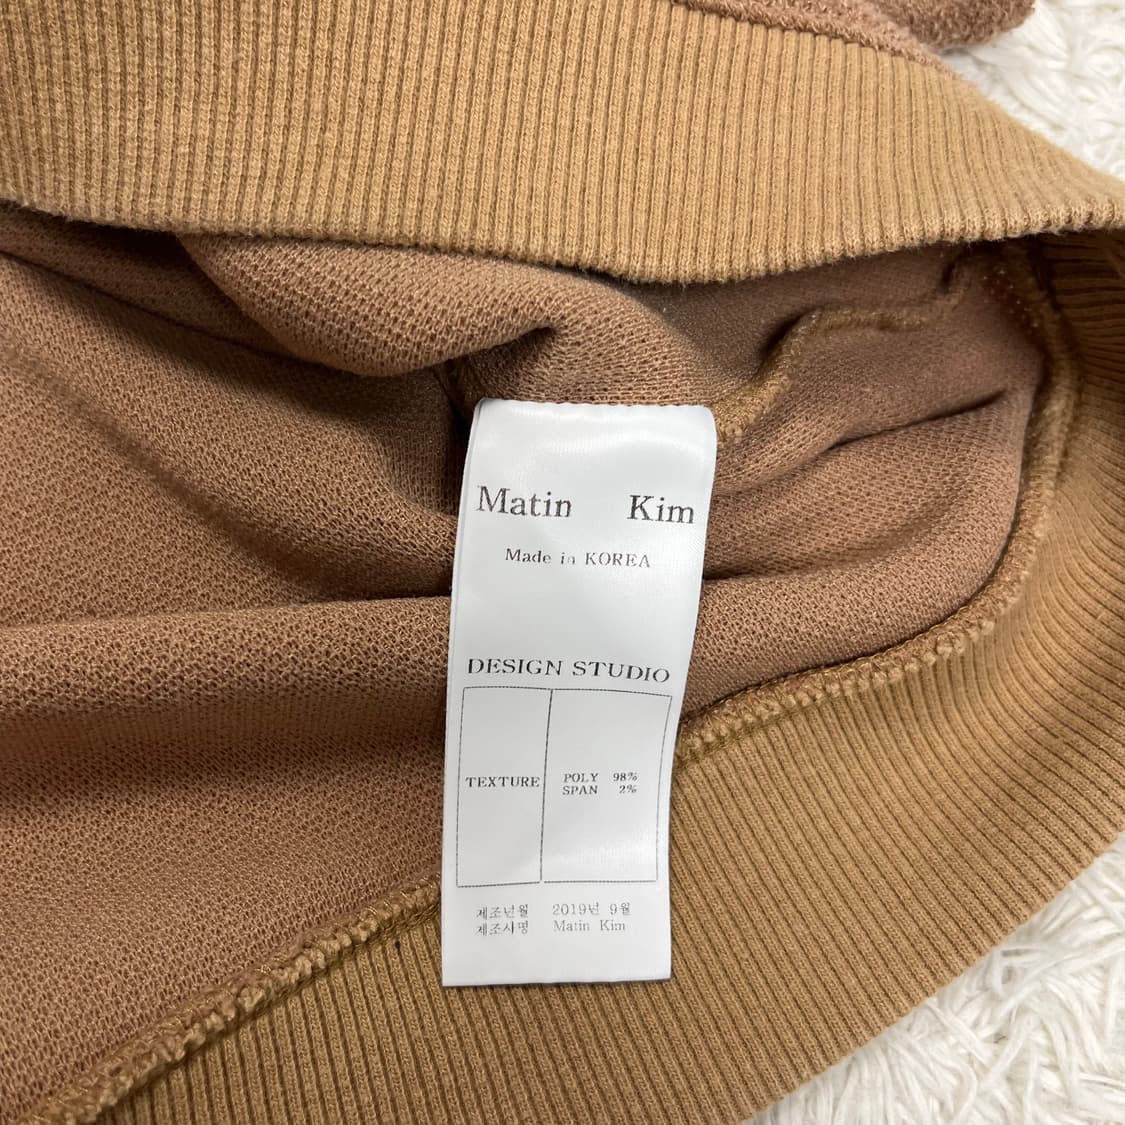 Matin Kim
Made in KOREA
DESIGN STUDIO
TEXTURE
POLY 98%
SPAN 2%
제조년월 2019년 9월
제조사명 Matin Kim